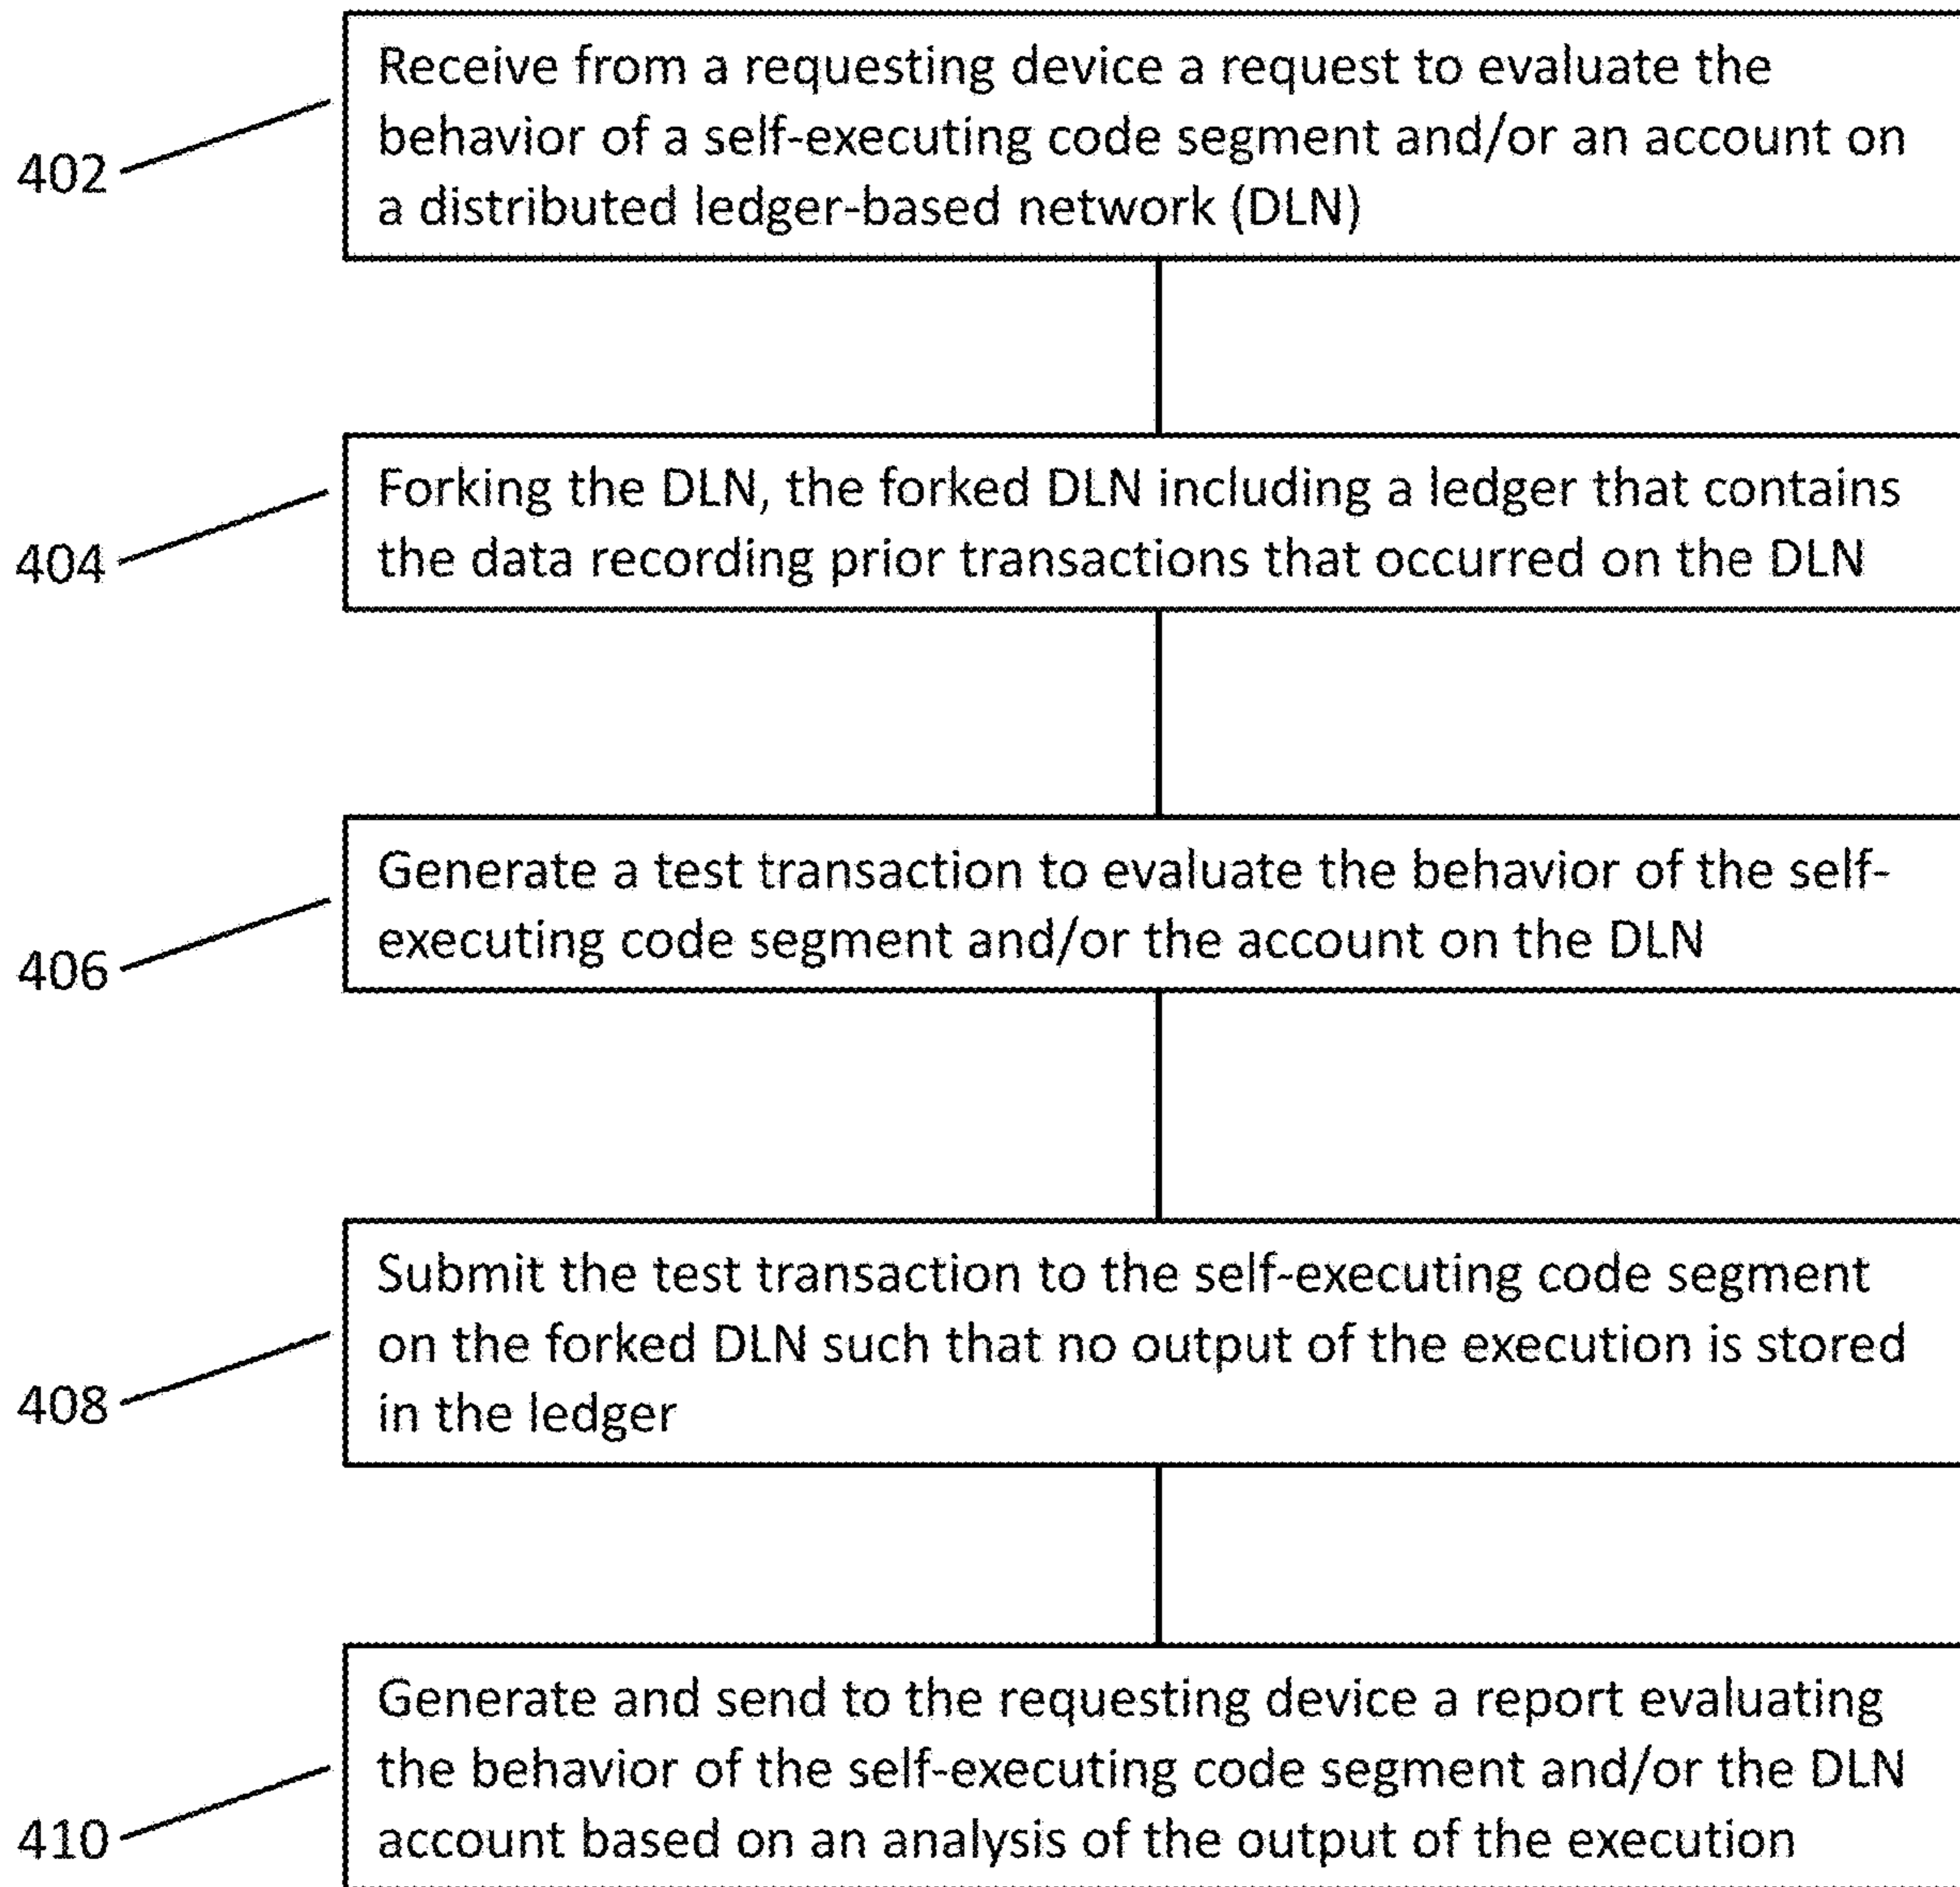 Receive from a requesting device a request to evaluate the
behavior of a self-executing code segment and/or an account on
a distributed ledger-based network (DLN)
402
Forking the DLN, the forked DLN including a ledger that contains
the data recording prior transactions that occurred on the DLN
404
Generate a test transaction to evaluate the behavior of the self-
executing code segment and/or the account on the DLN
406
Submit the test transaction to the self-executing code segment
on the forked DLN such that no output of the execution is stored
in the ledger
408
Generate and send to the requesting device a report evaluating
the behavior of the self-executing code segment and/or the DLN
account based on an analysis of the output of the execution
410